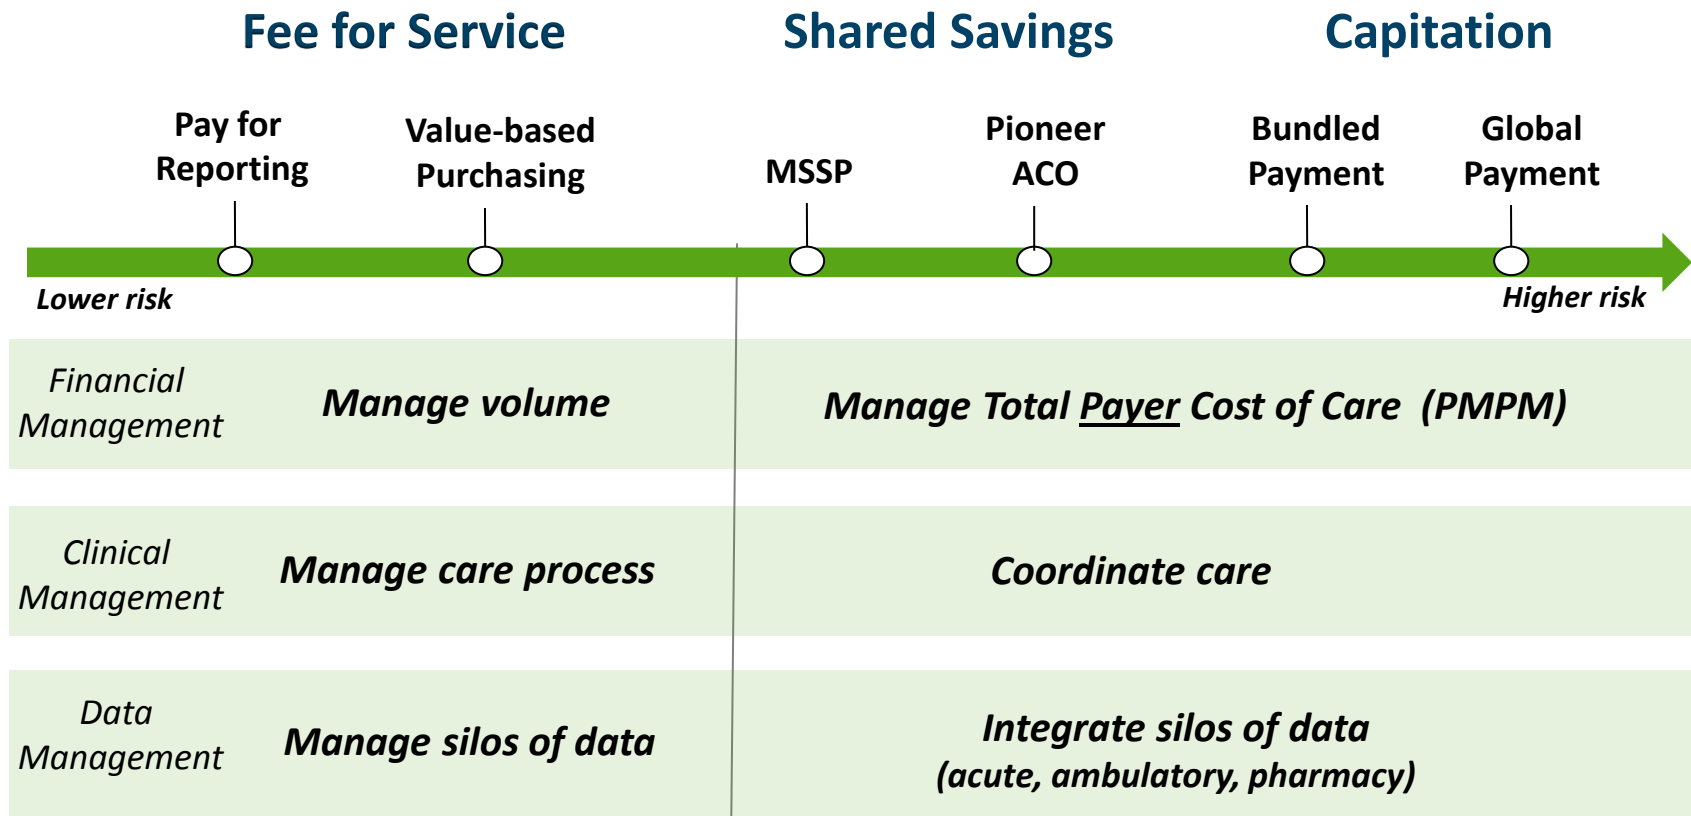 Fee for Service
Shared Savings
Capitation
Pay for
Reporting
Value-based
Purchasing
MSSP
Pioneer
ACO
Bundled
Payment
Global
Payment
Lower risk
Higher risk
Financial
Management
Manage volume
Manage Total Payer Cost of Care (PMPM)
Clinical
Management
Manage care process
Coordinate care
Data
Management
Manage silos of data
Integrate silos of data
(acute, ambulatory, pharmacy)